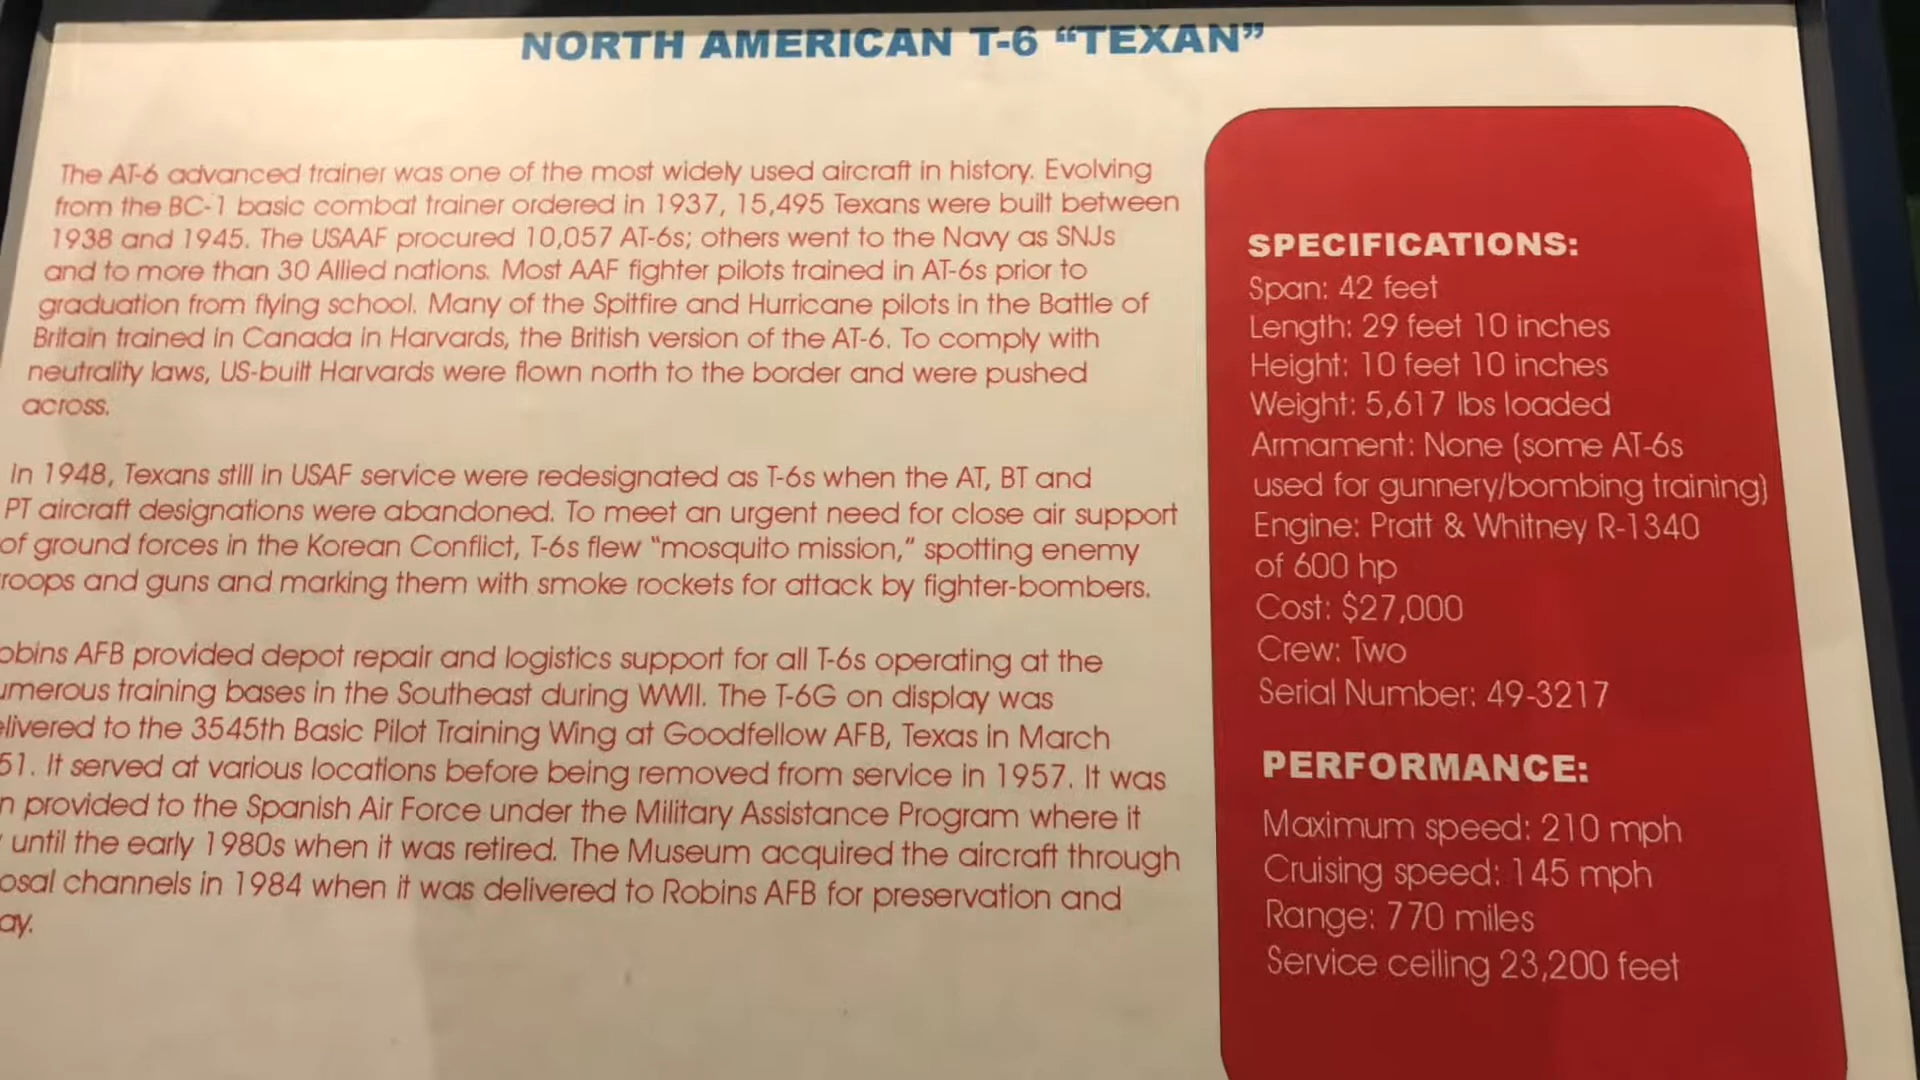 NORTH AMERICAN T-6 “TEXAN”
The AT-6 advanced trainer was one of the most widely used aircraft in history. Evolving
from the BC-1 basic combat trainer ordered in 1937, 15,495 Texans were built between
1938 and 1945. The USAAF procured 10,057 AT-6s; others went to the Navy as SNJs
and to more than 30 Allied nations. Most AAF fighter pilots trained in AT-6s prior to
graduation from flying school. Many of the Spitfire and Hurricane pilots in the Battle of
Britain trained in Canada in Harvards, the British version of the AT-6. To comply with
neutrality laws, US-built Harvards were flown north to the border and were pushed
across.
In 1948, Texans still in USAF service were redesignated as T-6s when the AT, BT and
PT aircraft designations were abandoned. To meet an urgent need for close air support
of ground forces in the Korean Conflict, T-6s flew “mosquito mission,” spotting enemy
roops and guns and marking them with smoke rockets for attack by fighter-bombers.
obins AFB provided depot repair and logistics support for all T-6s operating at the
umerous training bases in the Southeast during WWII. The T-6G on display was
elivered to the 3545th Basic Pilot Training Wing at Goodfellow AFB, Texas in March
51. It served at various locations before being removed from service in 1957. It was
n provided to the Spanish Air Force under the Military Assistance Program where it
until the early 1980s when it was retired. The Museum acquired the aircraft through
osal channels in 1984 when it was delivered to Robins AFB for preservation and
ay.
SPECIFICATIONS:
Span: 42 feet
Length: 29 feet 10 inches
Height: 10 feet 10 inches
Weight: 5,617 lbs loaded
Armament: None (some AT-6s
used for gunnery/bombing training)
Engine: Pratt & Whitney R-1340
of 600 hp
Cost: $27,000
Crew: Two
Serial Number: 49-3217
PERFORMANCE:
Maximum speed: 210 mph
Cruising speed: 145 mph
Range: 770 miles
Service ceiling 23,200 feet